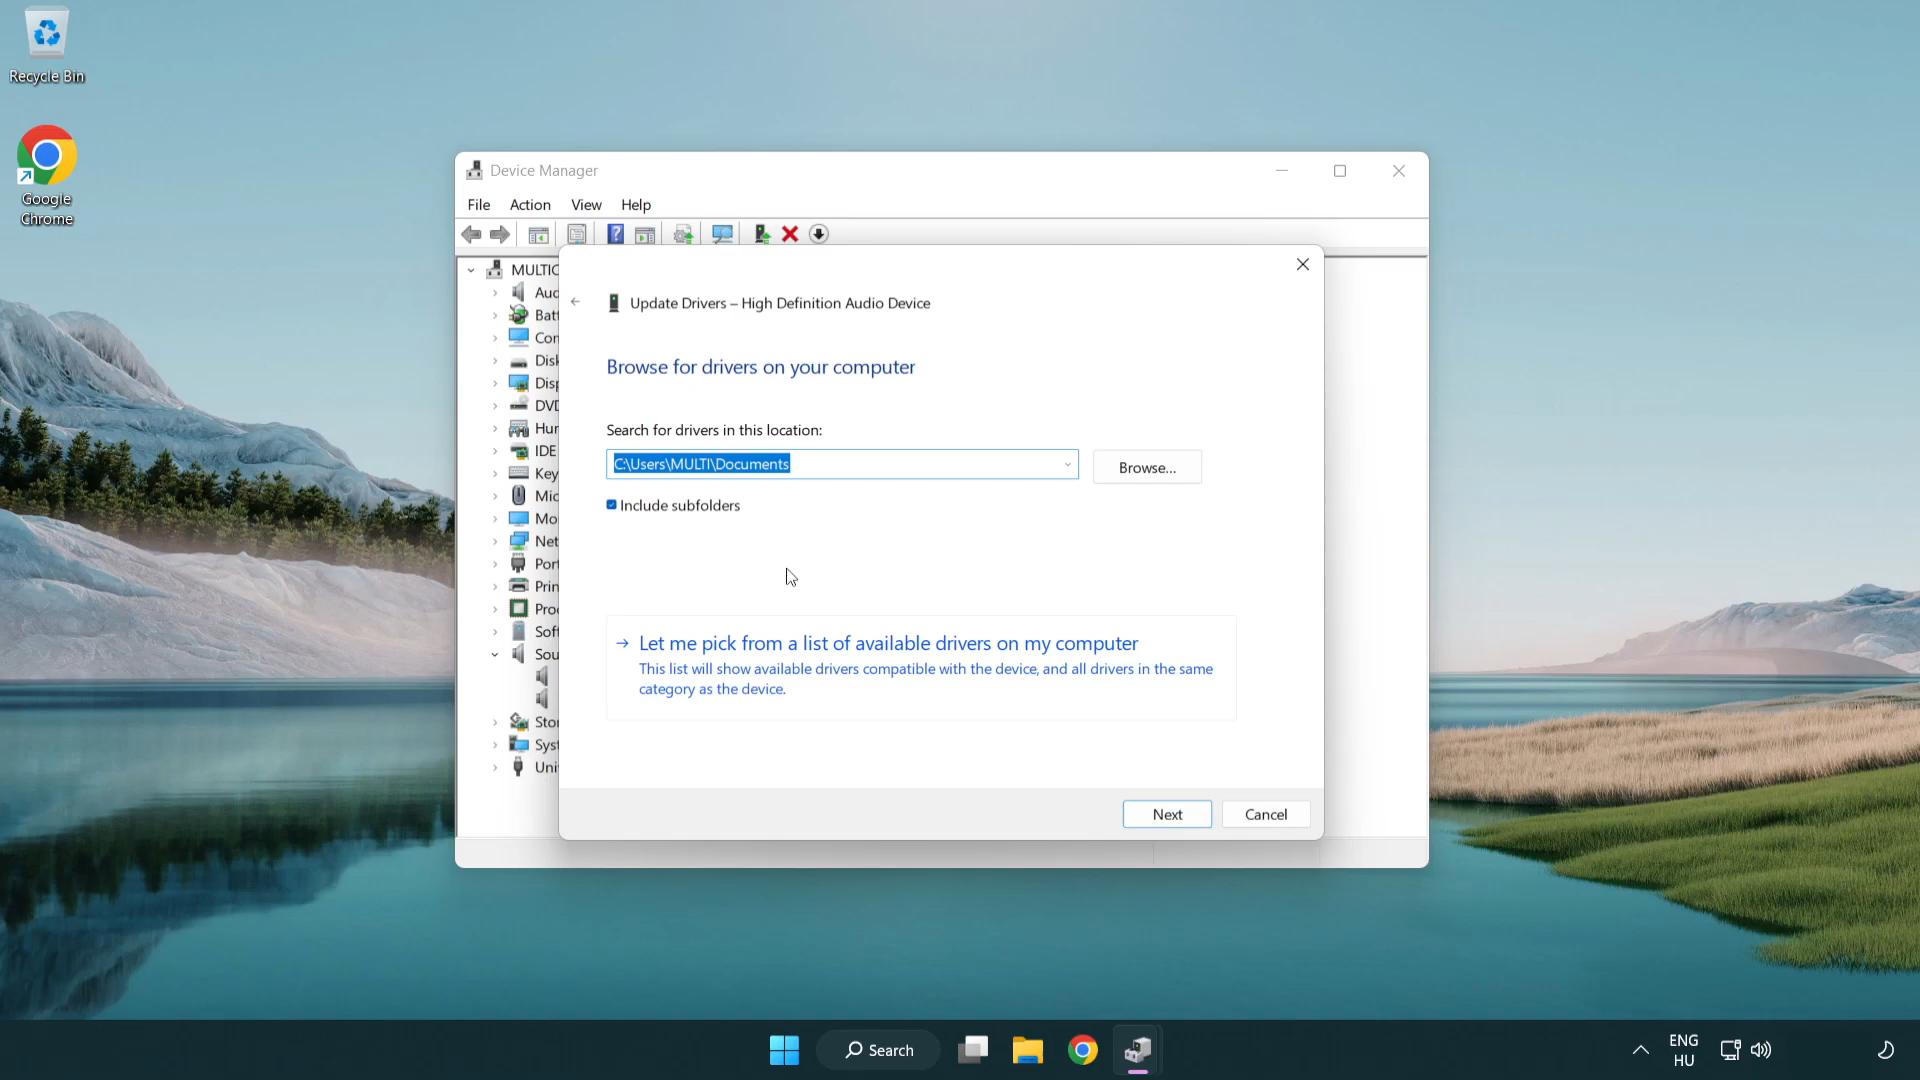 Recycle Bin
Google
Chrome
Device Manager
File Action View Help
MULTIC
Aud
Batt
Con
Disk
Disp
DVD
Hun
IDE
Key
Mic
Mo
Net
Port
Prin
Proc
Soft
Sou
Stor
Syst
Uni
Update Drivers – High Definition Audio Device
Browse for drivers on your computer
Search for drivers in this location:
C:\Users\MULTI\Documents
Browse...
Include subfolders
Let me pick from a list of available drivers on my computer
This list will show available drivers compatible with the device, and all drivers in the same
category as the device.
Next
Cancel
Search
ENG
HU